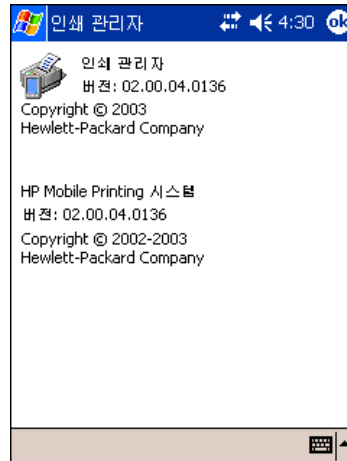 인쇄 관리자 4:30 ok
인쇄 관리자
버전: 02.00.04.0136
Copyright © 2003
Hewlett-Packard Company
HP Mobile Printing 시스템
버전: 02.00.04.0136
Copyright © 2002-2003
Hewlett-Packard Company